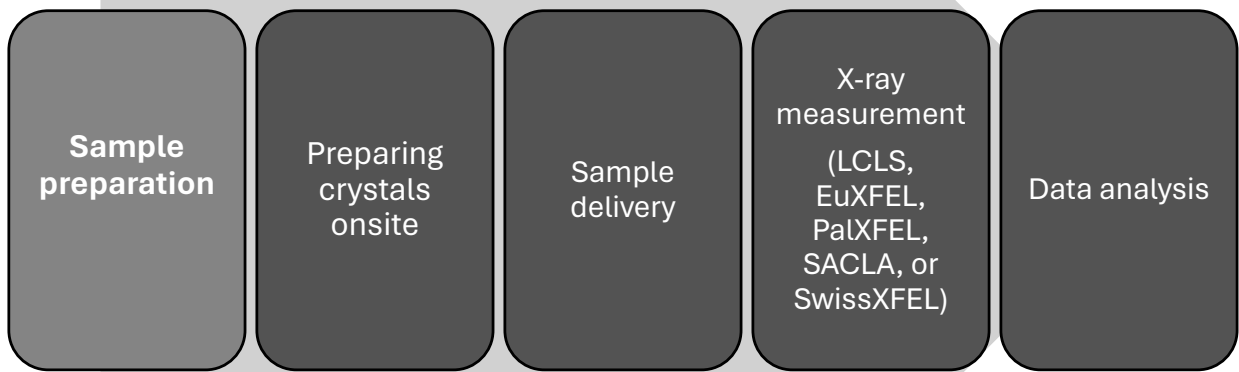 Sample
preparation
Preparing
crystals
onsite
Sample
delivery
X-ray
measurement
(LCLS,
EuXFEL,
PalXFEL,
SACLA, or
SwissXFEL)
Data analysis